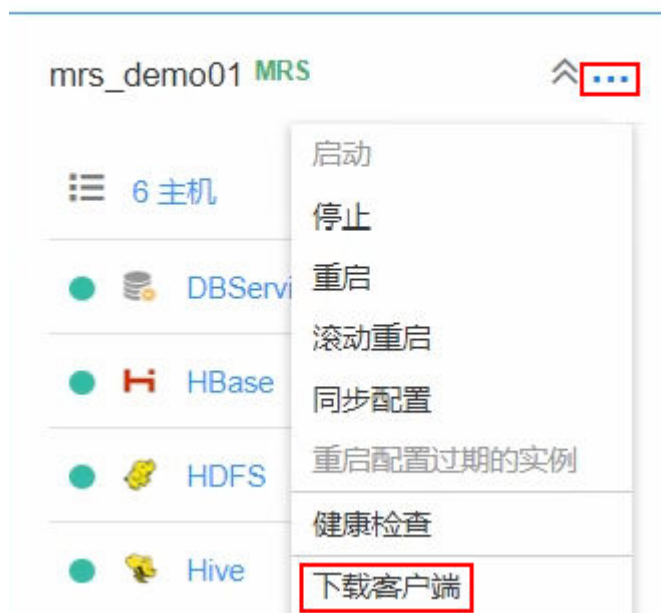 mrs_demo01 MRS
启动
6 主机
停止
DBServi
重启
滚动重启
HBase
同步配置
重启配置过期的实例
HDFS
健康检查
Hive
下载客户端